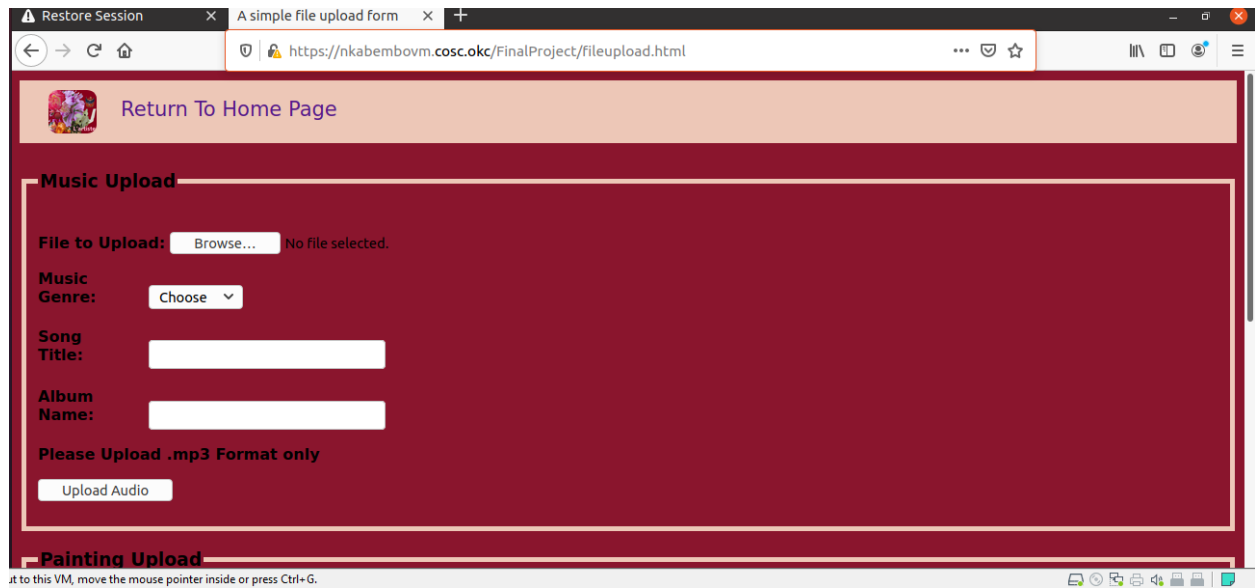 Restore Session
A simple file upload form
https://nkabembovm.cosc.okc/FinalProject/fileupload.html
Return To Home Page
Music Upload
File to Upload: Browse... No file selected.
Music
Genre: Choose
Song
Title:
Album
Name:
Please Upload .mp3 Format only
Upload Audio
Painting Upload
ut to this VM, move the mouse pointer inside or press Ctrl+G.